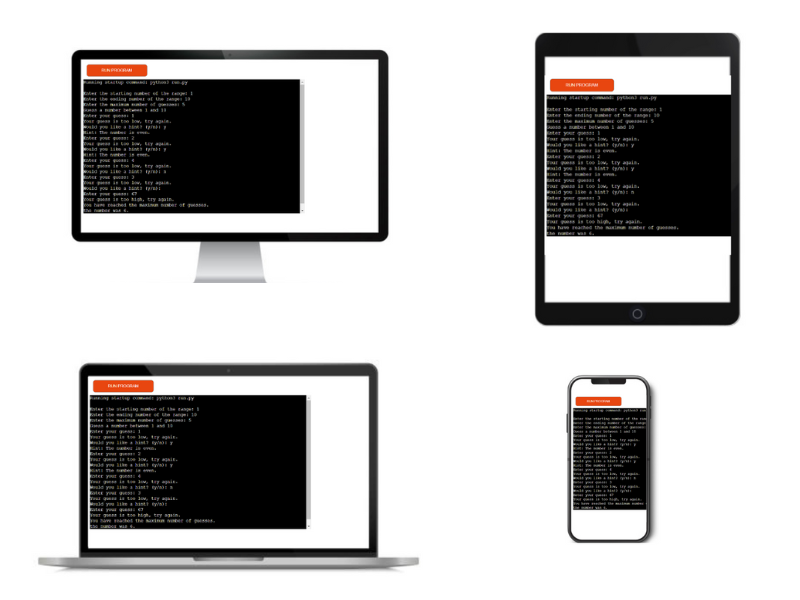 RUN PROGRAM
Running startup command: python3 run.py
Enter the starting number of the range: 1
Enter the ending number of the range: 10
Enter the maximum number of guesses: 5
Guess a number between 1 and 10
Enter your guess: 1
Your guess is too low, try again.
Would you like a hint? (y/n): y
Hint: The number is even.
Enter your guess: 2
Your guess is too low, try again.
Would you like a hint? (y/n): y
Hint: The number is even.
Enter your guess: 4
Your guess is too low, try again.
Would you like a hint? (y/n): n
Enter your guess: 3
Your guess is too low, try again.
Would you like a hint? (y/n):
Enter your guess: 67
Your guess is too high, try again.
You have reached the maximum number of guesses.
The number was 6.
RUN PROGRAM
Running startup command: python3 run.py
Enter the starting number of the range: 1
Enter the ending number of the range: 10
Enter the maximum number of guesses: 5
Guess a number between 1 and 10
Enter your guess: 1
Your guess is too low, try again.
Would you like a hint? (y/n): y
Hint: The number is even.
Enter your guess: 2
Your guess is too low, try again.
Would you like a hint? (y/n): y
Hint: The number is even.
Enter your guess: 4
Your guess is too low, try again.
Would you like a hint? (y/n): n
Enter your guess: 3
Your guess is too low, try again.
Would you like a hint? (y/n):
Enter your guess: 67
Your guess is too high, try again.
You have reached the maximum number of guesses.
The number was 6.
RUN PROGRAM
Running startup command: python3 run.py
Enter the starting number of the range: 1
Enter the ending number of the range: 10
Enter the maximum number of guesses: 5
Guess a number between 1 and 10
Enter your guess: 1
Your guess is too low, try again.
Would you like a hint? (y/n): y
Hint: The number is even.
Enter your guess: 2
Your guess is too low, try again.
Would you like a hint? (y/n): y
Hint: The number is even.
Enter your guess: 4
Your guess is too low, try again.
Would you like a hint? (y/n): n
Enter your guess: 3
Your guess is too low, try again.
Would you like a hint? (y/n):
Enter your guess: 67
Your guess is too high, try again.
You have reached the maximum number of guesses.
The number was 6.
RUN PROGRAM
Running startup command: python3 run
Enter the starting number of the rang
Enter the ending number of the range
Enter the maximum number of guesses:
Guess a number between 1 and 10
Enter your guess: 1
Your guess is too low, try again.
Would you like a hint? (y/n): y
Hint: The number is even.
Enter your guess: 2
Your guess is too low, try again.
Would you like a hint? (y/n): y
Hint: The number is even.
Enter your guess: 4
Your guess is too low, try again.
Would you like a hint? (y/n): n
Enter your guess: 3
Your guess is too low, try again.
Would you like a hint? (y/n):
Enter your guess: 67
Your guess is too high, try again.
You have reached the maximum number
The number was 6.